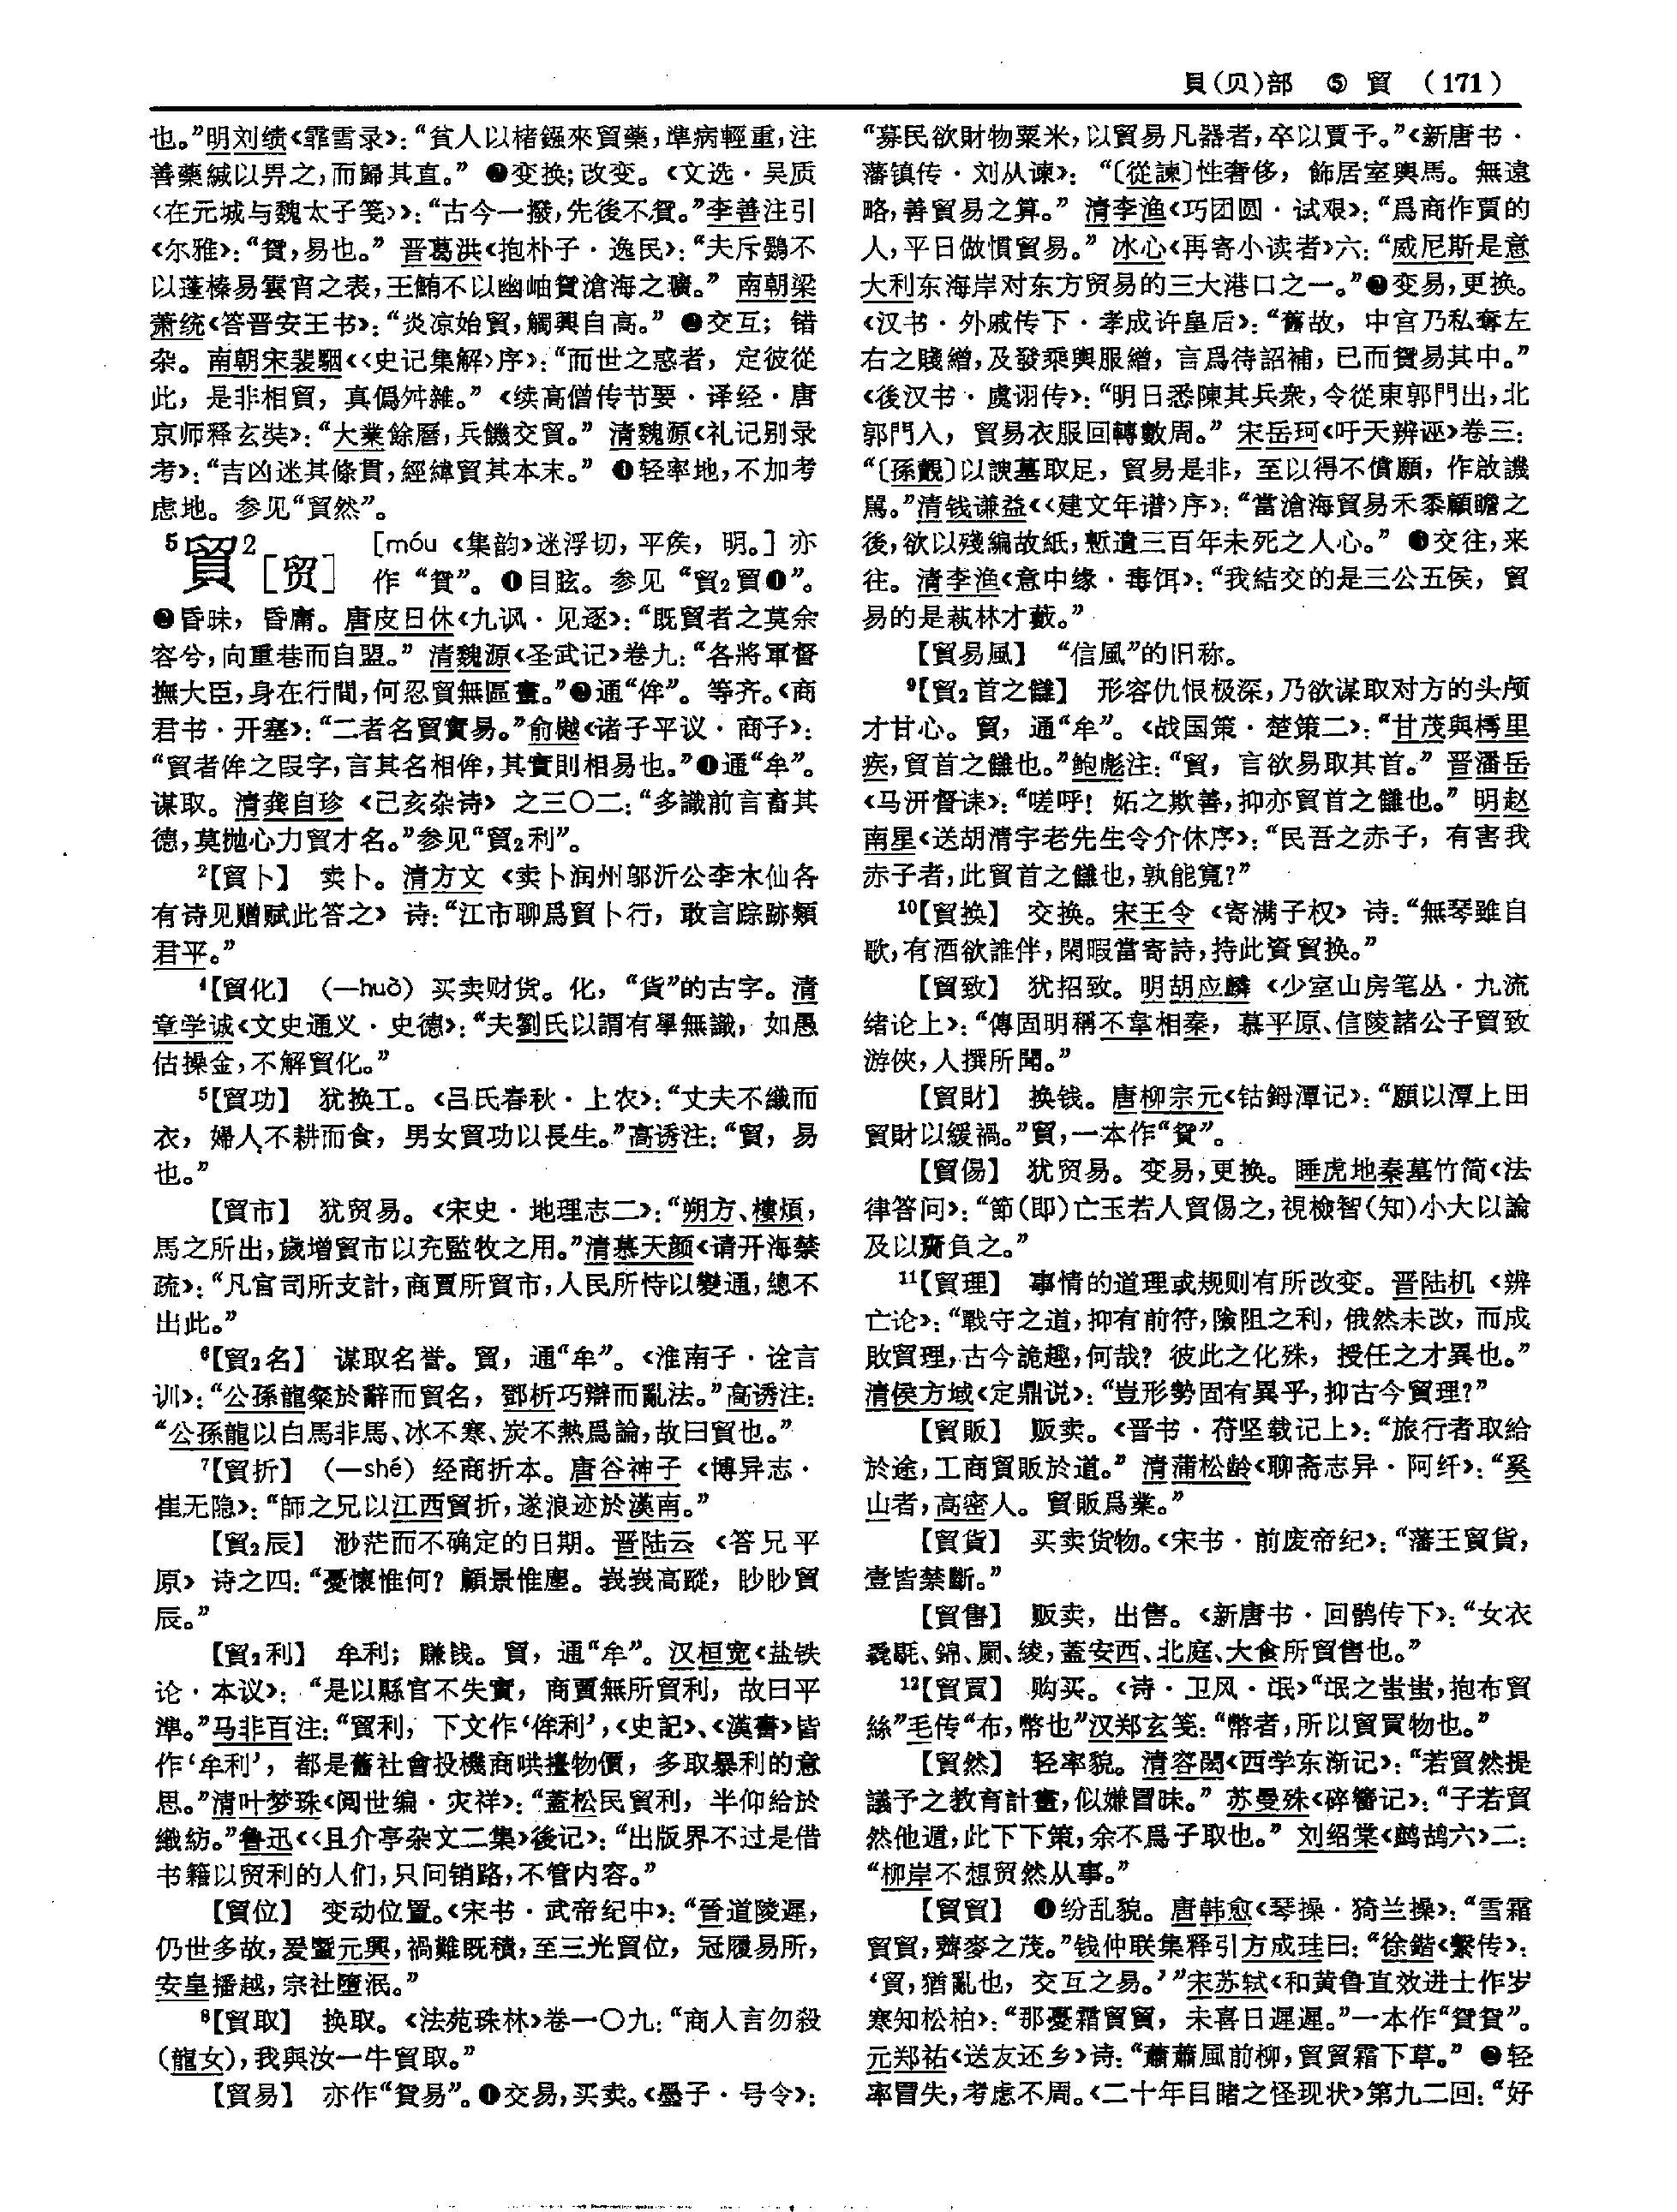 貝(贝)部 ⑤ 貿 (171)
也。”明刘绩《霏雪录》：“貧人以楮鏹來貿藥，準病輕重，注
善藥緘以畀之，而歸其直。” ❷变换；改变。《文选·吴质
〈在元城与魏太子笺〉》：“古今一揆，先後不貿。”李善注引
《尔雅》：“貿，易也。” 晋葛洪《抱朴子·逸民》：“夫斥鷃不
以蓬榛易雲霄之表，王鮪不以幽岫貿滄海之曠。” 南朝梁
萧统《答晋安王书》：“炎凉始貿，觸興自高。” ❸交互；错
杂。南朝宋裴駰《〈史记集解〉序》：“而世之惑者，定彼從
此，是非相貿，真僞舛雜。”《续高僧传节要·译经·唐
京师释玄奘》：“大業餘曆，兵饑交貿。” 清魏源《礼记别录
考》：“吉凶迷其條貫，經緯貿其本末。” ❹轻率地，不加考
虑地。参见“貿然”。
5貿2[贸] [móu 《集韵》迷浮切，平侯，明。] 亦
作“貿”。❶目眩。参见“貿2貿❶”。
❷昏昧，昏庸。唐皮日休《九讽·见逐》：“既貿者之莫余
容兮，向重巷而自盟。” 清魏源《圣武记》卷九：“各將軍督
撫大臣，身在行間，何忍貿無區畫。”❸通“侔”。等齐。《商
君书·开塞》：“二者名貿實易。”俞樾《诸子平议·商子》：
“貿者侔之叚字，言其名相侔，其實則相易也。”❹通“牟”。
谋取。清龚自珍《己亥杂诗》之三〇二：“多識前言畜其
德，莫抛心力貿才名。”参见“貿2利”。
2【貿卜】 卖卜。清方文《卖卜润州邬沂公李木仙各
有诗见赠赋此答之》诗：“江市聊爲貿卜行，敢言踪跡類
君平。”
4【貿化】 (—huò) 买卖财货。化，“貨”的古字。清
章学诚《文史通义·史德》：“夫劉氏以謂有學無識，如愚
估操金，不解貿化。”
5【貿功】 犹换工。《吕氏春秋·上农》：“丈夫不織而
衣，婦人不耕而食，男女貿功以長生。”高诱注：“貿，易
也。”
【貿市】 犹贸易。《宋史·地理志二》：“朔方、樓煩，
馬之所出，歲增貿市以充監牧之用。”清慕天颜《请开海禁
疏》：“凡官司所支計，商賈所貿市，人民所恃以變通，總不
出此。”
6【貿2名】 谋取名誉。貿，通“牟”。《淮南子·诠言
训》：“公孫龍粲於辭而貿名，鄧析巧辯而亂法。”高诱注：
“公孫龍以白馬非馬、冰不寒、炭不熱爲論，故曰貿也。”
7【貿折】 (—shé) 经商折本。唐谷神子《博异志·
崔无隐》：“師之兄以江西貿折，遂浪迹於漢南。”
【貿2辰】 渺茫而不确定的日期。晋陆云《答兄平
原》诗之四：“憂懷惟何？顧景惟塵。峩峩高蹤，眇眇貿
辰。”
【貿2利】 牟利；賺钱。貿，通“牟”。汉桓宽《盐铁
论·本议》：“是以縣官不失實，商賈無所貿利，故曰平
準。”马非百注：“貿利，下文作‘侔利’，《史記》、《漢書》皆
作‘牟利’，都是舊社會投機商哄擡物價，多取暴利的意
思。”清叶梦珠《阅世编·灾祥》：“蓋松民貿利，半仰給於
織紡。”鲁迅《〈且介亭杂文二集〉後记》：“出版界不过是借
书籍以贸利的人们，只问销路，不管内容。”
【貿位】 变动位置。《宋书·武帝纪中》：“晉道陵遲，
仍世多故，爰暨元興，禍難既積，至三光貿位，冠履易所，
安皇播越，宗社墮泯。”
8【貿取】 换取。《法苑珠林》卷一〇九：“商人言勿殺
(龍女)，我與汝一牛貿取。”
【貿易】 亦作“貿易”。❶交易，买卖。《墨子·号令》：
“募民欲財物粟米，以貿易凡器者，卒以賈予。”《新唐书·
藩镇传·刘从谏》：“〔從諫〕性奢侈，飾居室輿馬。無遠
略，善貿易之算。” 清李渔《巧团圆·试艰》：“爲商作賈的
人，平日做慣貿易。” 冰心《再寄小读者》六：“威尼斯是意
大利东海岸对东方贸易的三大港口之一。”❷变易，更换。
《汉书·外戚传下·孝成许皇后》：“舊故，中宫乃私奪左
右之賤繒，及發乘輿服繒，言爲待詔補，已而貿易其中。”
《後汉书·虞诩传》：“明日悉陳其兵衆，令從東郭門出，北
郭門入，貿易衣服回轉數周。” 宋岳珂《吁天辨诬》卷三：
“〔孫覿〕以諛墓取足，貿易是非，至以得不償願，作啟譏
駡。”清钱谦益《〈建文年谱〉序》：“當滄海貿易禾黍顧瞻之
後，欲以殘編故紙，慙遺三百年未死之人心。” ❸交往，来
往。清李渔《意中缘·毒饵》：“我結交的是三公五侯，貿
易的是萟林才藪。”
【貿易風】 “信風”的旧称。
9【貿2首之讎】 形容仇恨极深，乃欲谋取对方的头颅
才甘心。貿，通“牟”。《战国策·楚策二》：“甘茂與樗里
疾，貿首之讎也。”鲍彪注：“貿，言欲易取其首。” 晋潘岳
《马汧督诔》：“嗟呼！妬之欺善，抑亦貿首之讎也。” 明赵
南星《送胡清宇老先生令介休序》：“民吾之赤子，有害我
赤子者，此貿首之讎也，孰能寬？”
10【貿换】 交换。宋王令《寄满子权》诗：“無琴雖自
歌，有酒欲誰伴，閑暇當寄詩，持此資貿换。”
【貿致】 犹招致。明胡应麟《少室山房笔丛·九流
绪论上》：“傳固明稱不韋相秦，慕平原、信陵諸公子貿致
游俠，人撰所聞。”
【貿財】 换钱。唐柳宗元《钴鉧潭记》：“願以潭上田
貿財以緩禍。”貿，一本作“貿”。
【貿傷】 犹贸易。变易，更换。睡虎地秦墓竹简《法
律答问》：“節(即)亡玉若人貿傷之，視檢智(知)小大以論
及以齎負之。”
11【貿理】 事情的道理或规则有所改变。晋陆机《辨
亡论》：“戰守之道，抑有前符，險阻之利，俄然未改，而成
敗貿理，古今詭趣，何哉？彼此之化殊，授任之才異也。”
清侯方域《定鼎说》：“豈形勢固有異乎，抑古今貿理？”
【貿販】 贩卖。《晋书·苻坚载记上》：“旅行者取給
於途，工商貿販於道。” 清蒲松龄《聊斋志异·阿纤》：“奚
山者，高密人。貿販爲業。”
【貿貨】 买卖货物。《宋书·前废帝纪》：“藩王貿貨，
壹皆禁斷。”
【貿售】 贩卖，出售。《新唐书·回鹘传下》：“女衣
毳毼、錦、罽、绫，蓋安西、北庭、大食所貿售也。”
12【貿買】 购买。《诗·卫风·氓》“氓之蚩蚩，抱布貿
絲”毛传“布，幣也”汉郑玄笺：“幣者，所以貿買物也。”
【貿然】 轻率貌。清容閎《西学东渐记》：“若貿然提
議予之教育計畫，似嫌冒昧。” 苏曼殊《碎簪记》：“子若貿
然他遁，此下下策，余不爲子取也。” 刘绍棠《鹧鸪六》二：
“柳岸不想贸然从事。”
【貿貿】 ❶纷乱貌。唐韩愈《琴操·猗兰操》：“雪霜
貿貿，薺麥之茂。”钱仲联集释引方成珪曰：“徐鍇《繫传》：
‘貿，猶亂也，交互之易。’”宋苏轼《和黄鲁直效进士作岁
寒知松柏》：“那憂霜貿貿，未喜日遲遲。”一本作“貿貿”。
元郑祐《送友还乡》诗：“蕭蕭風前柳，貿貿霜下草。” ❷轻
率冒失，考虑不周。《二十年目睹之怪现状》第九二回：“好